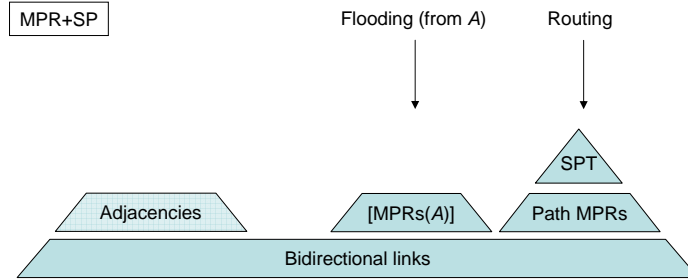 MPR+SP
Flooding (from A)
Routing
SPT
Adjacencies
[MPRs(A)]
Path MPRs
Bidirectional links